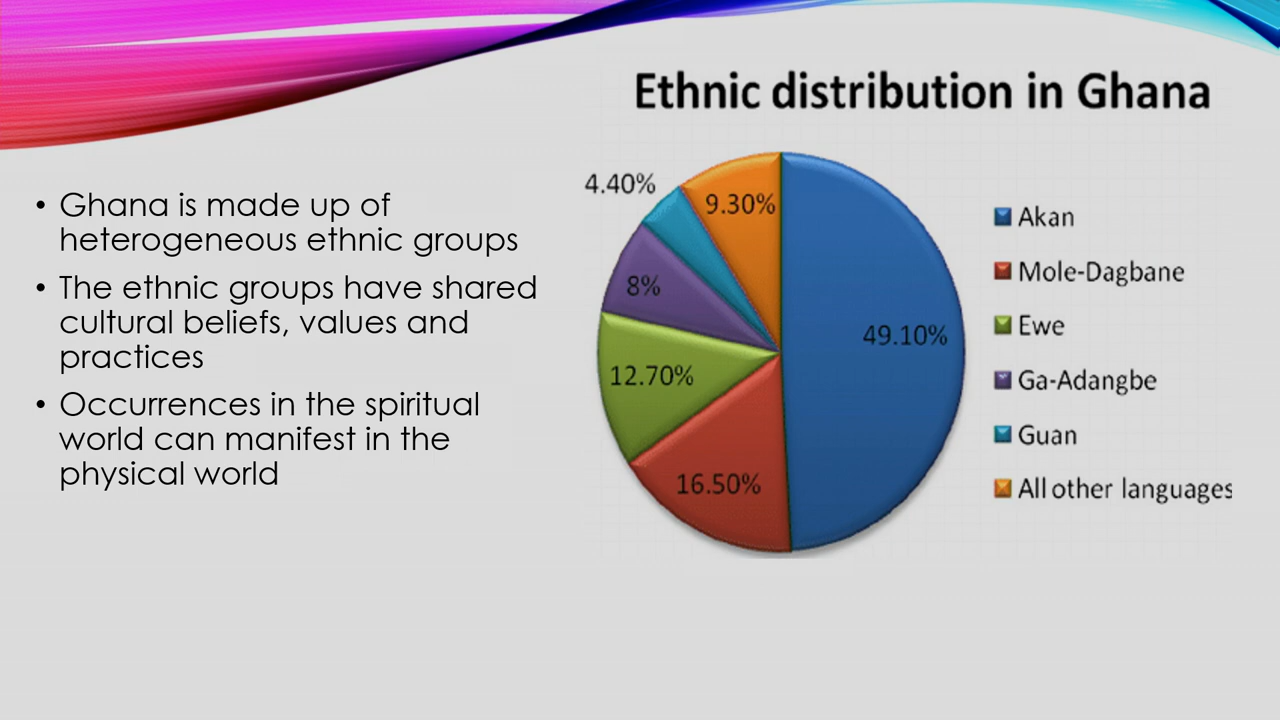 Ethnic distribution in Ghana
• Ghana is made up of
heterogeneous ethnic groups
• The ethnic groups have shared
cultural beliefs, values and
practices
• Occurrences in the spiritual
world can manifest in the
physical world
4.40%
9.30%
8%
49.10%
12.70%
16.50%
Akan
Mole-Dagbane
Ewe
Ga-Adangbe
Guan
All other languages